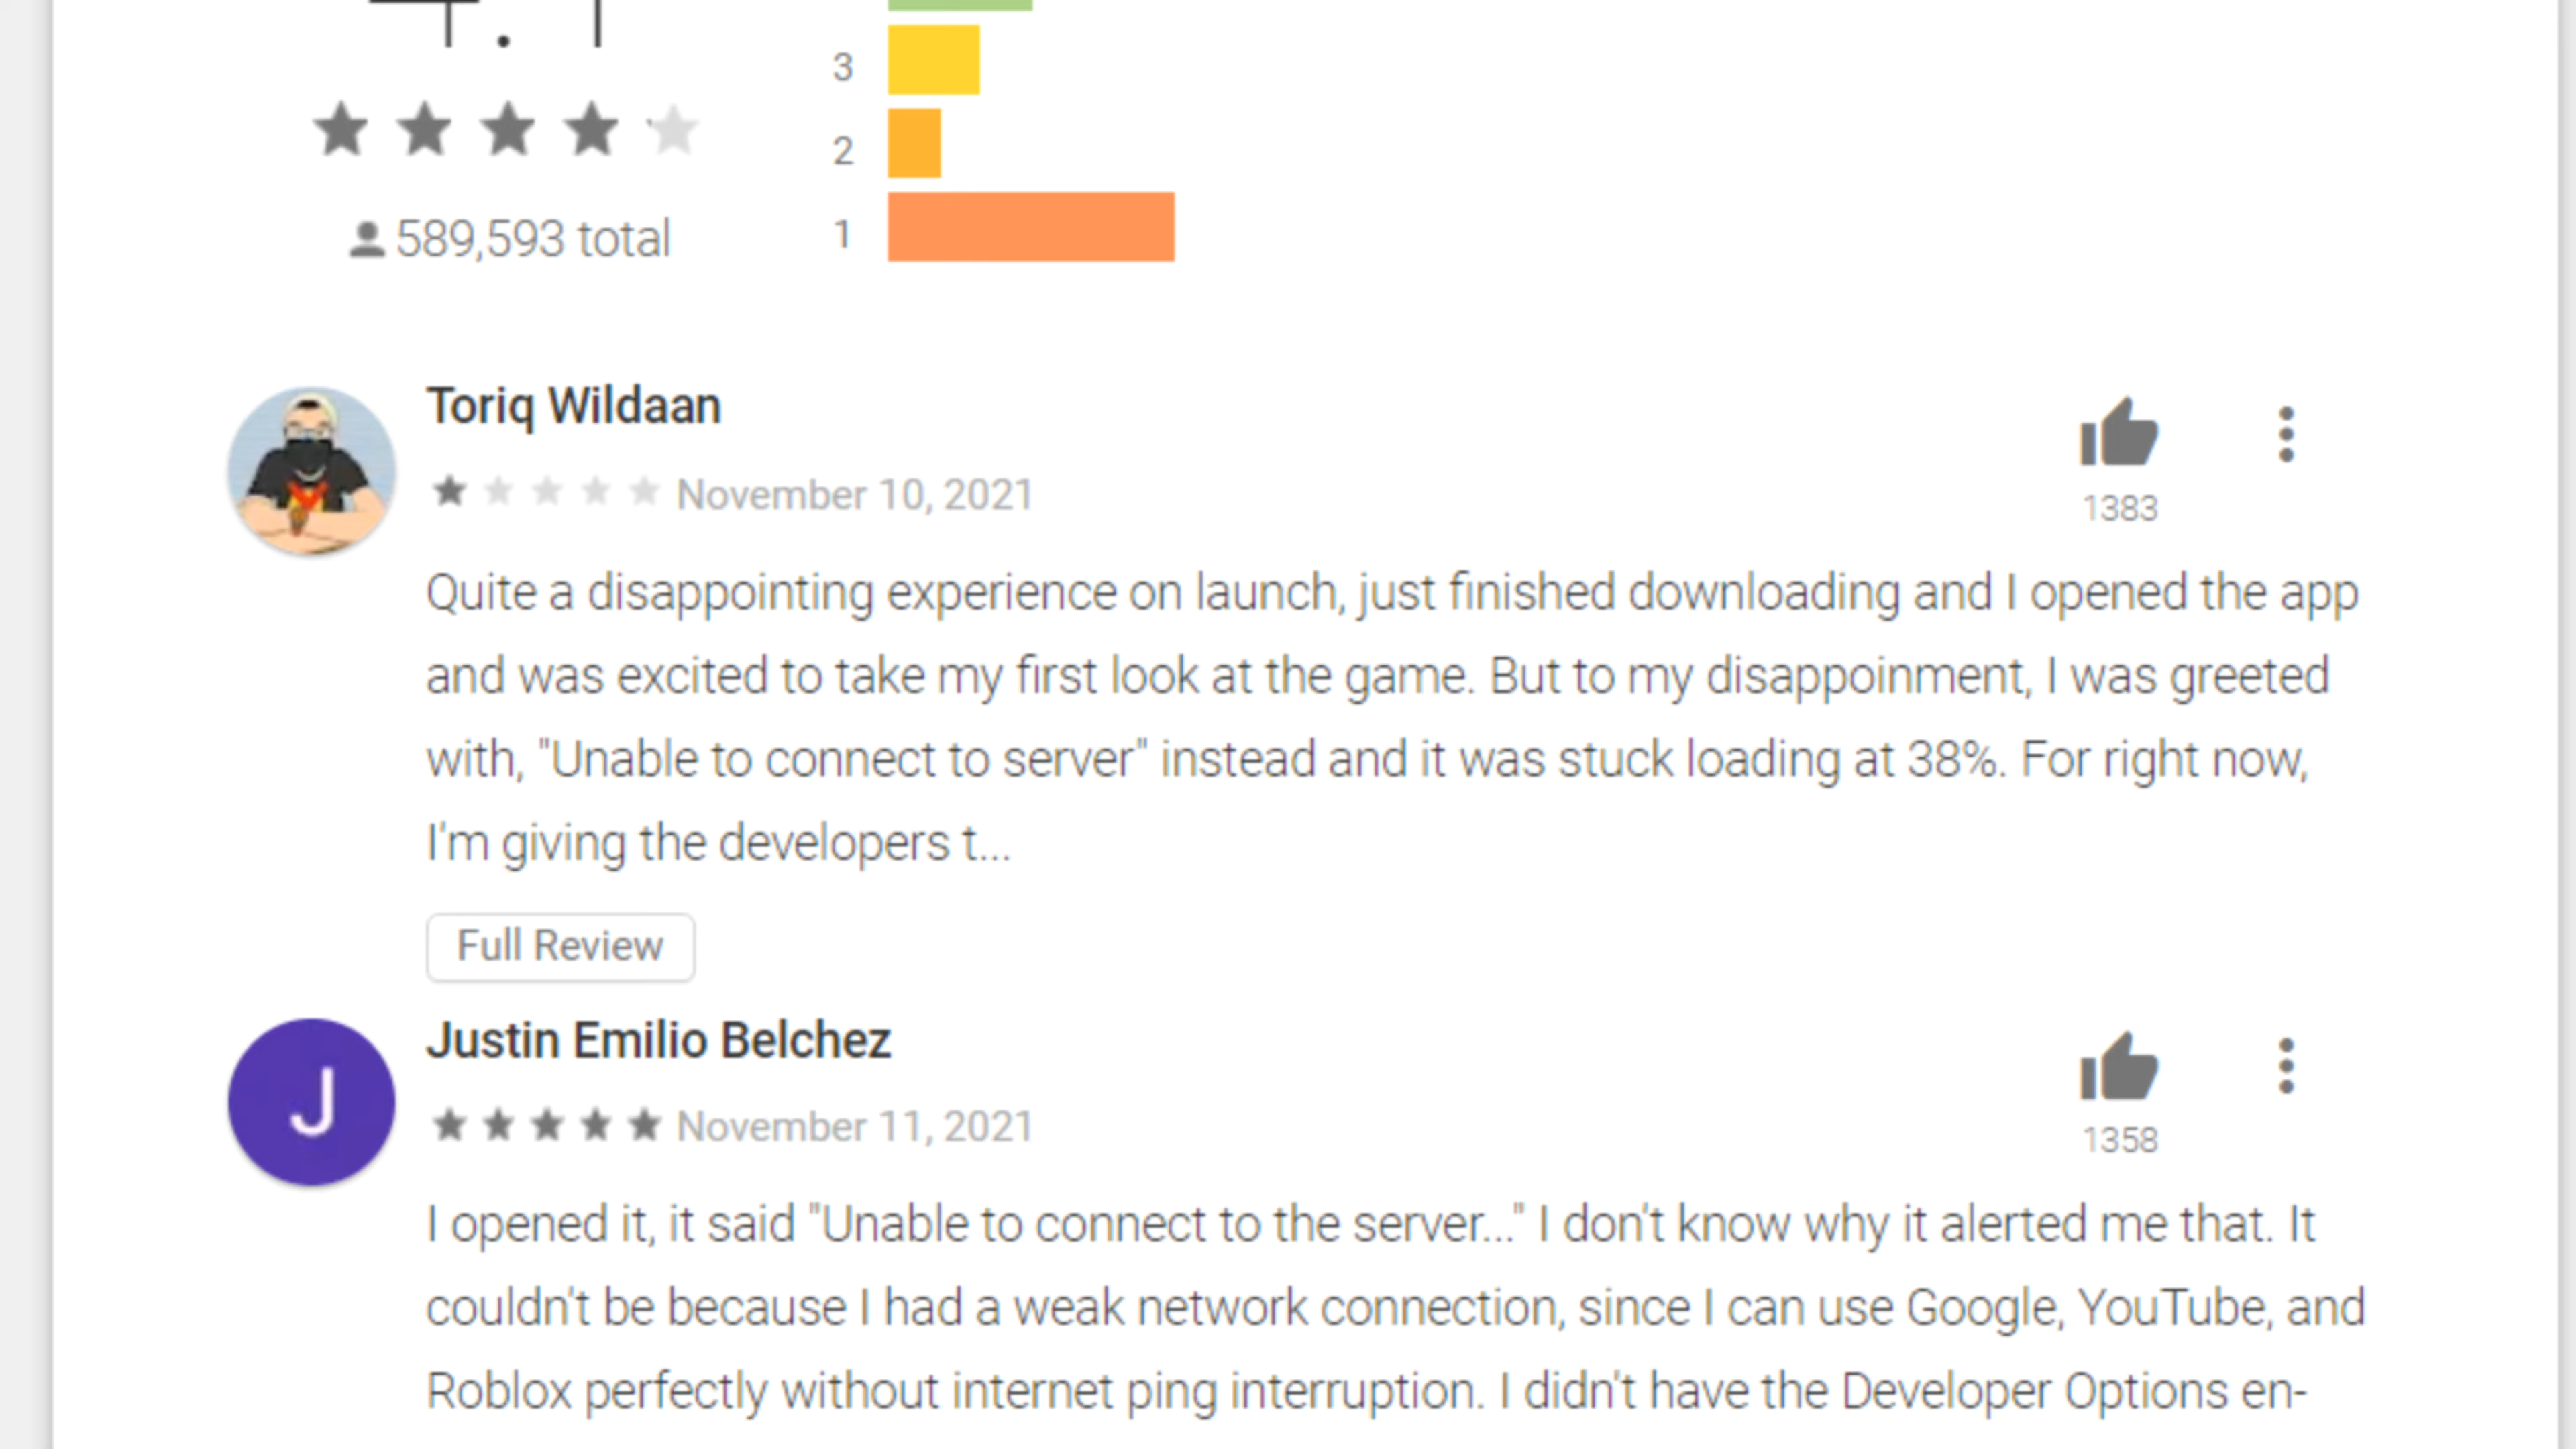 3
2
589,593 total
1
Toriq Wildaan
November 10, 2021
1383
Quite a disappointing experience on launch, just finished downloading and I opened the app
and was excited to take my first look at the game. But to my disappoinment, I was greeted
with, "Unable to connect to server" instead and it was stuck loading at 38%. For right now,
I'm giving the developers t...
Full Review
J
Justin Emilio Belchez
November 11, 2021
1358
I opened it, it said "Unable to connect to the server..." I don't know why it alerted me that. It
couldn't be because I had a weak network connection, since I can use Google, YouTube, and
Roblox perfectly without internet ping interruption. I didn't have the Developer Options en-